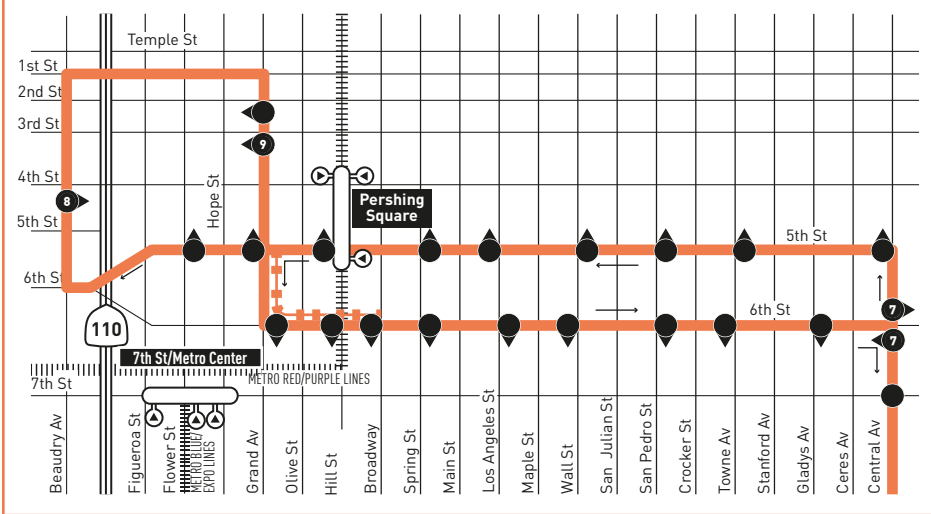 Temple St
1st St
2nd St
3rd St
9
4th St
8
Hope St
Pershing
Square
5th St
5th St
6th St
6th St
7
110
7
7th St/Metro Center
METRO RED/PURPLE LINES
7th St
METRO BLUE/
EXPO LINES
Beaudry Av
Figueroa St
Flower St
Grand Av
Olive St
Hill St
Broadway
Spring St
Main St
Los Angeles St
Maple St
Wall St
San Julian St
San Pedro St
Crocker St
Towne Av
Stanford Av
Gladys Av
Ceres Av
Central Av